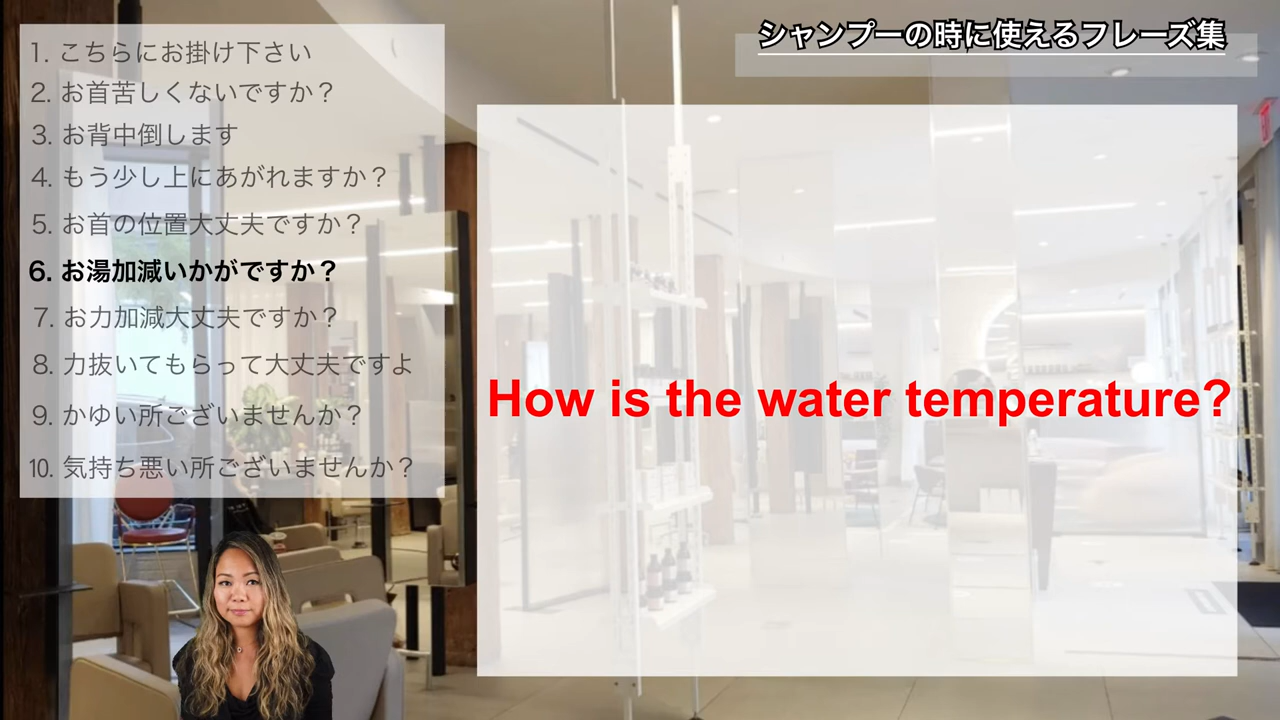 シャンプーの時に使えるフレーズ集
1. こちらにお掛け下さい
2. お首苦しくないですか？
3. お背中倒します
4. もう少し上にあがれますか？
5. お首の位置大丈夫ですか？
6. お湯加減いかがですか？
7. お力加減大丈夫ですか？
8. 力抜いてもらって大丈夫ですよ
9. かゆい所ございませんか？
10. 気持ち悪い所ございませんか？
How is the water temperature?